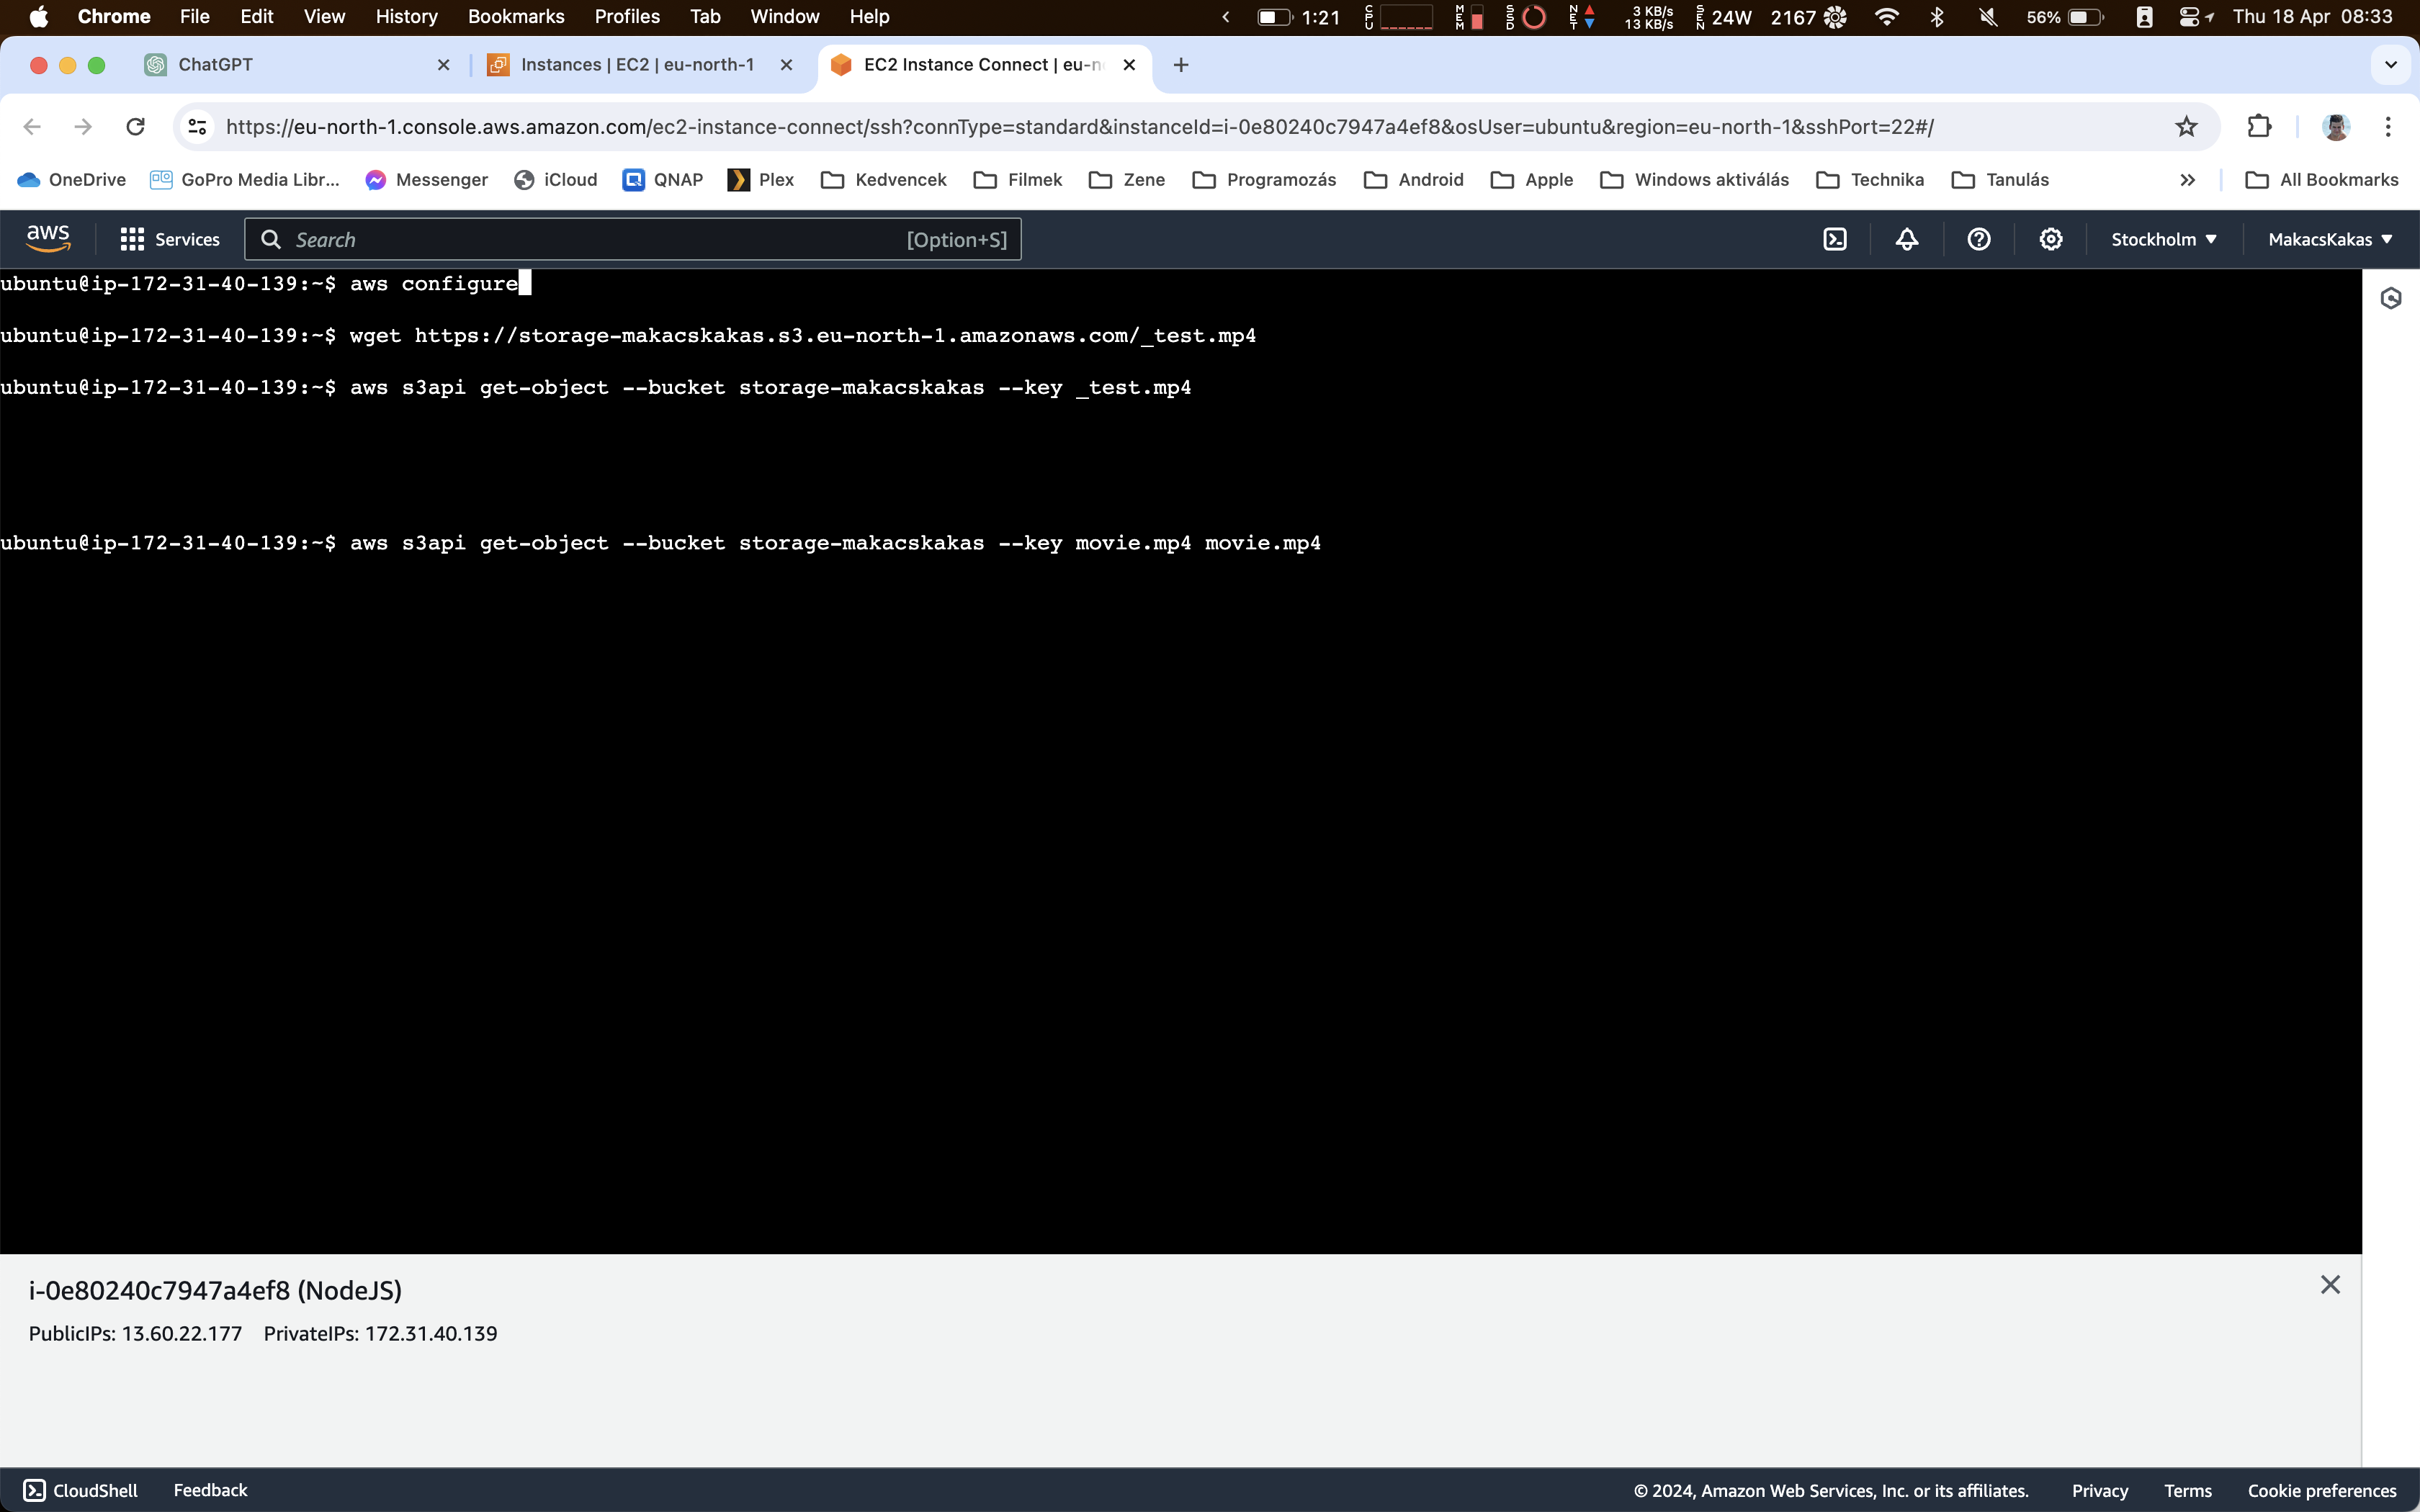 Chrome File Edit View History Bookmarks Profiles Tab Window Help 1:21 CPU MEM SSD NET 3 KB/s 13 KB/s SEN 24W 2167 56% Thu 18 Apr 08:33
ChatGPT Instances | EC2 | eu-north-1 EC2 Instance Connect | eu-n
https://eu-north-1.console.aws.amazon.com/ec2-instance-connect/ssh?connType=standard&instanceId=i-0e80240c7947a4ef8&osUser=ubuntu&region=eu-north-1&sshPort=22#/
OneDrive GoPro Media Libr... Messenger iCloud QNAP Plex Kedvencek Filmek Zene Programozás Android Apple Windows aktiválás Technika Tanulás » All Bookmarks
aws Services Search [Option+S] Stockholm MakacsKakas
ubuntu@ip-172-31-40-139:~$ aws configure
ubuntu@ip-172-31-40-139:~$ wget https://storage-makacskakas.s3.eu-north-1.amazonaws.com/_test.mp4
ubuntu@ip-172-31-40-139:~$ aws s3api get-object --bucket storage-makacskakas --key _test.mp4
ubuntu@ip-172-31-40-139:~$ aws s3api get-object --bucket storage-makacskakas --key movie.mp4 movie.mp4
i-0e80240c7947a4ef8 (NodeJS)
PublicIPs: 13.60.22.177 PrivateIPs: 172.31.40.139
CloudShell Feedback © 2024, Amazon Web Services, Inc. or its affiliates. Privacy Terms Cookie preferences